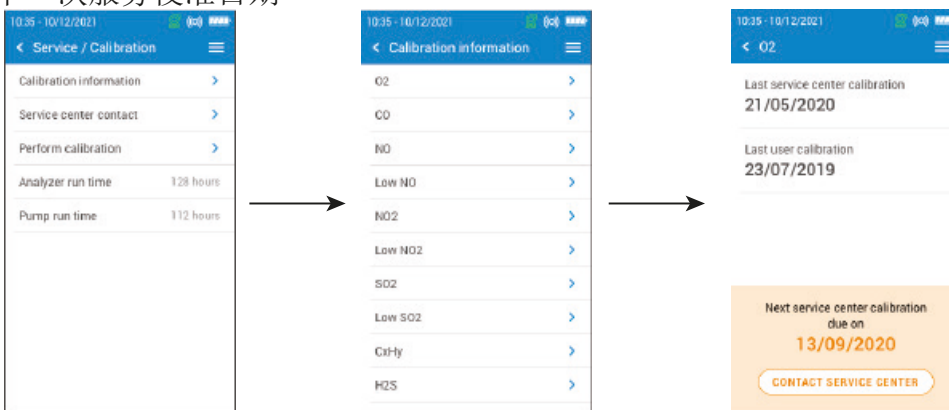 10:35 - 10/12/2021
< Service / Calibration
Calibration information
Service center contact
Perform calibration
Analyzer run time 128 hours
Pump run time 112 hours
10:35 - 10/12/2021
< Calibration information
O2
CO
NO
Low NO
NO2
Low NO2
SO2
Low SO2
CxHy
H2S
10:35 - 10/12/2021
< O2
Last service center calibration
21/05/2020
Last user calibration
23/07/2019
Next service center calibration
due on
13/09/2020
CONTACT SERVICE CENTER